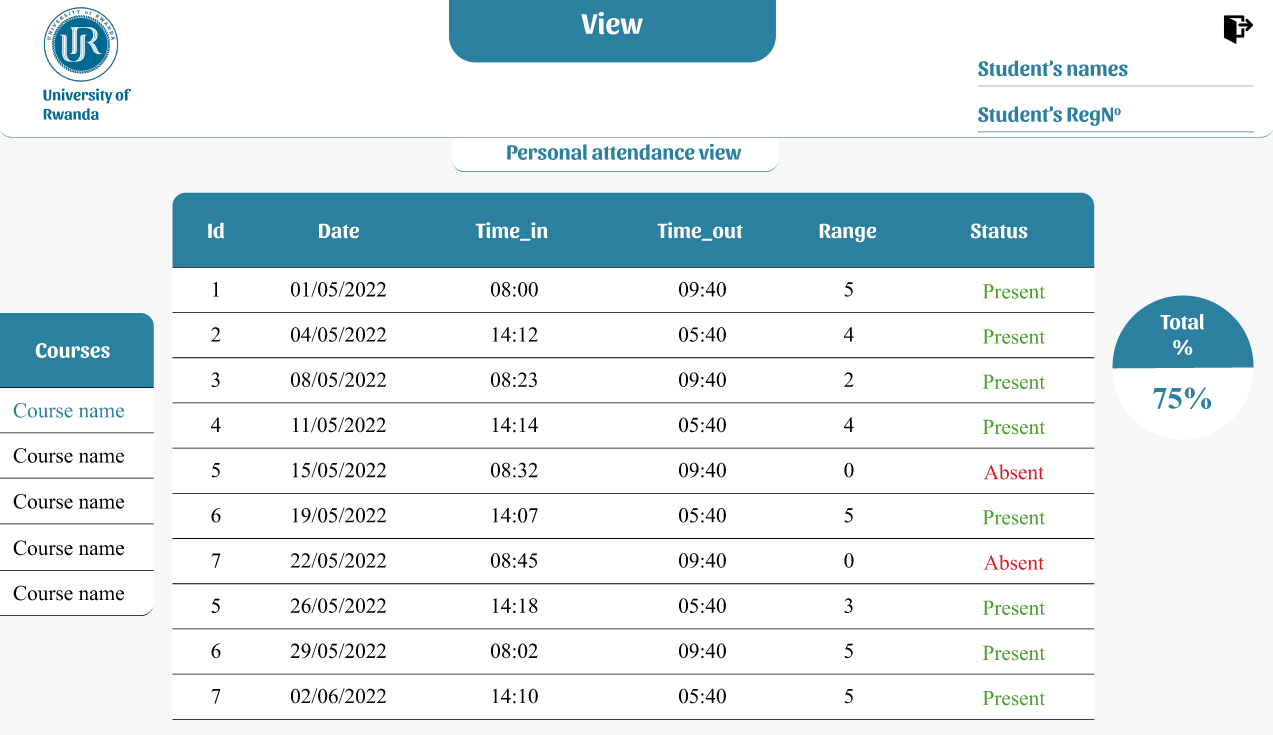 UNIVERSITY of RWANDA
UR
University of
Rwanda
View
Student's names
Student's RegNº
Personal attendance view
Id Date Time_in Time_out Range Status
1 01/05/2022 08:00 09:40 5 Present
2 04/05/2022 14:12 05:40 4 Present
3 08/05/2022 08:23 09:40 2 Present
4 11/05/2022 14:14 05:40 4 Present
5 15/05/2022 08:32 09:40 0 Absent
6 19/05/2022 14:07 05:40 5 Present
7 22/05/2022 08:45 09:40 0 Absent
5 26/05/2022 14:18 05:40 3 Present
6 29/05/2022 08:02 09:40 5 Present
7 02/06/2022 14:10 05:40 5 Present
Courses
Course name
Course name
Course name
Course name
Course name
Total
%
75%